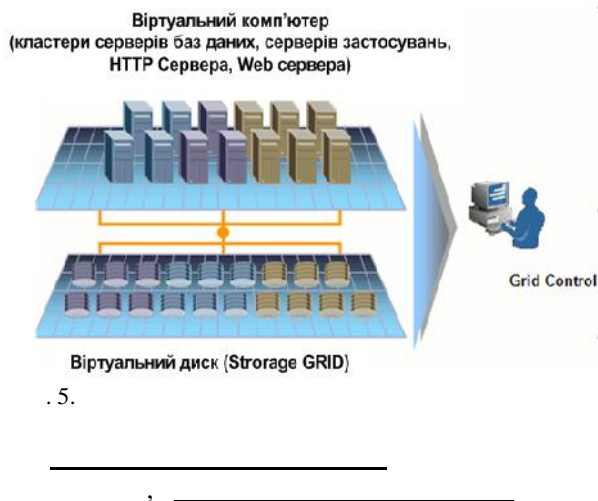 Віртуальний комп'ютер
(кластери серверів баз даних, серверів застосувань,
HTTP Сервера, Web сервера)
Grid Control
Віртуальний диск (Strorage GRID)
. 5.
,